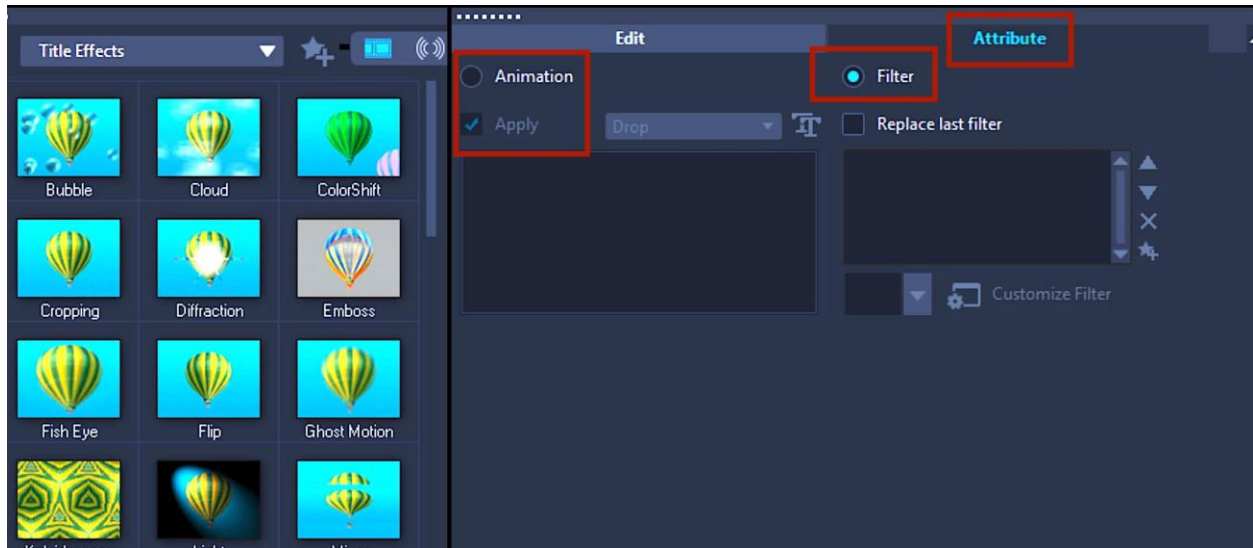 Title Effects
Bubble
Cloud
ColorShift
Cropping
Diffraction
Emboss
Fish Eye
Flip
Ghost Motion
Edit
Attribute
Animation
Filter
Apply
Drop
Replace last filter
Customize Filter